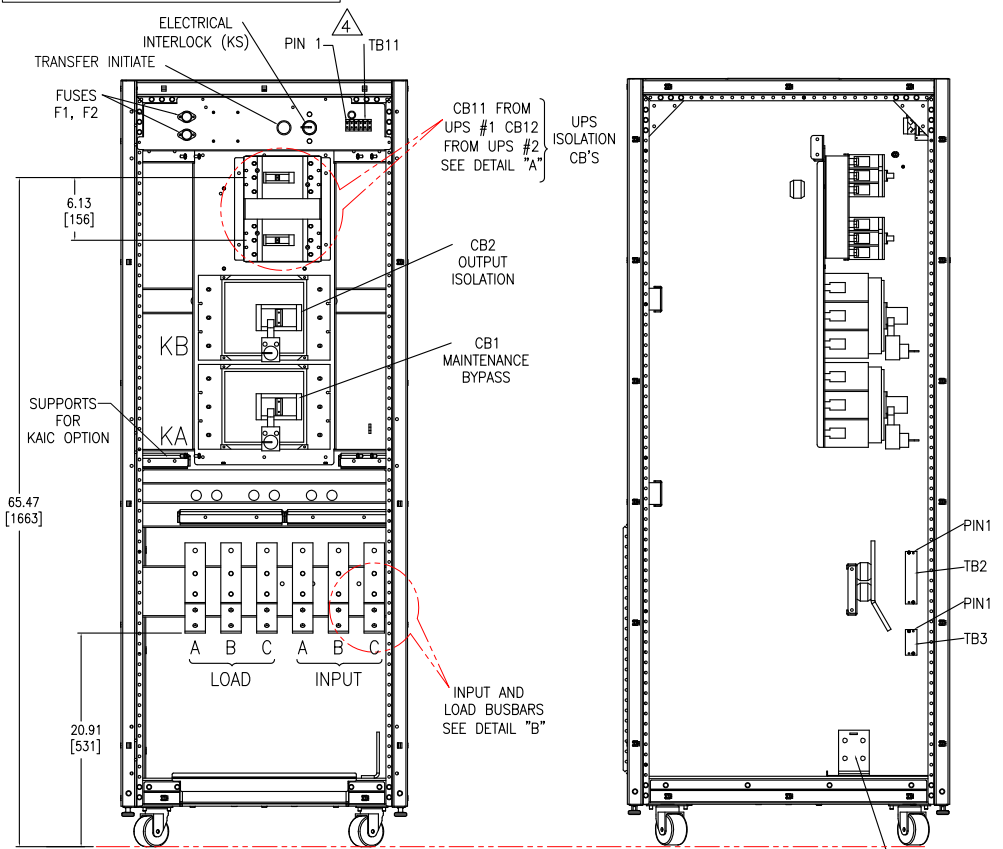 ELECTRICAL
INTERLOCK (KS)
PIN 1
4
TB11
TRANSFER INITIATE
FUSES
F1, F2
CB11 FROM
UPS #1 CB12
FROM UPS #2
SEE DETAIL "A"
UPS
ISOLATION
CB'S
6.13
[156]
CB2
OUTPUT
ISOLATION
KB
CB1
MAINTENANCE
BYPASS
SUPPORTS
FOR
KAIC OPTION
KA
65.47
[1663]
PIN1
TB2
PIN1
TB3
A B C A B C
LOAD INPUT
INPUT AND
LOAD BUSBARS
SEE DETAIL "B"
20.91
[531]